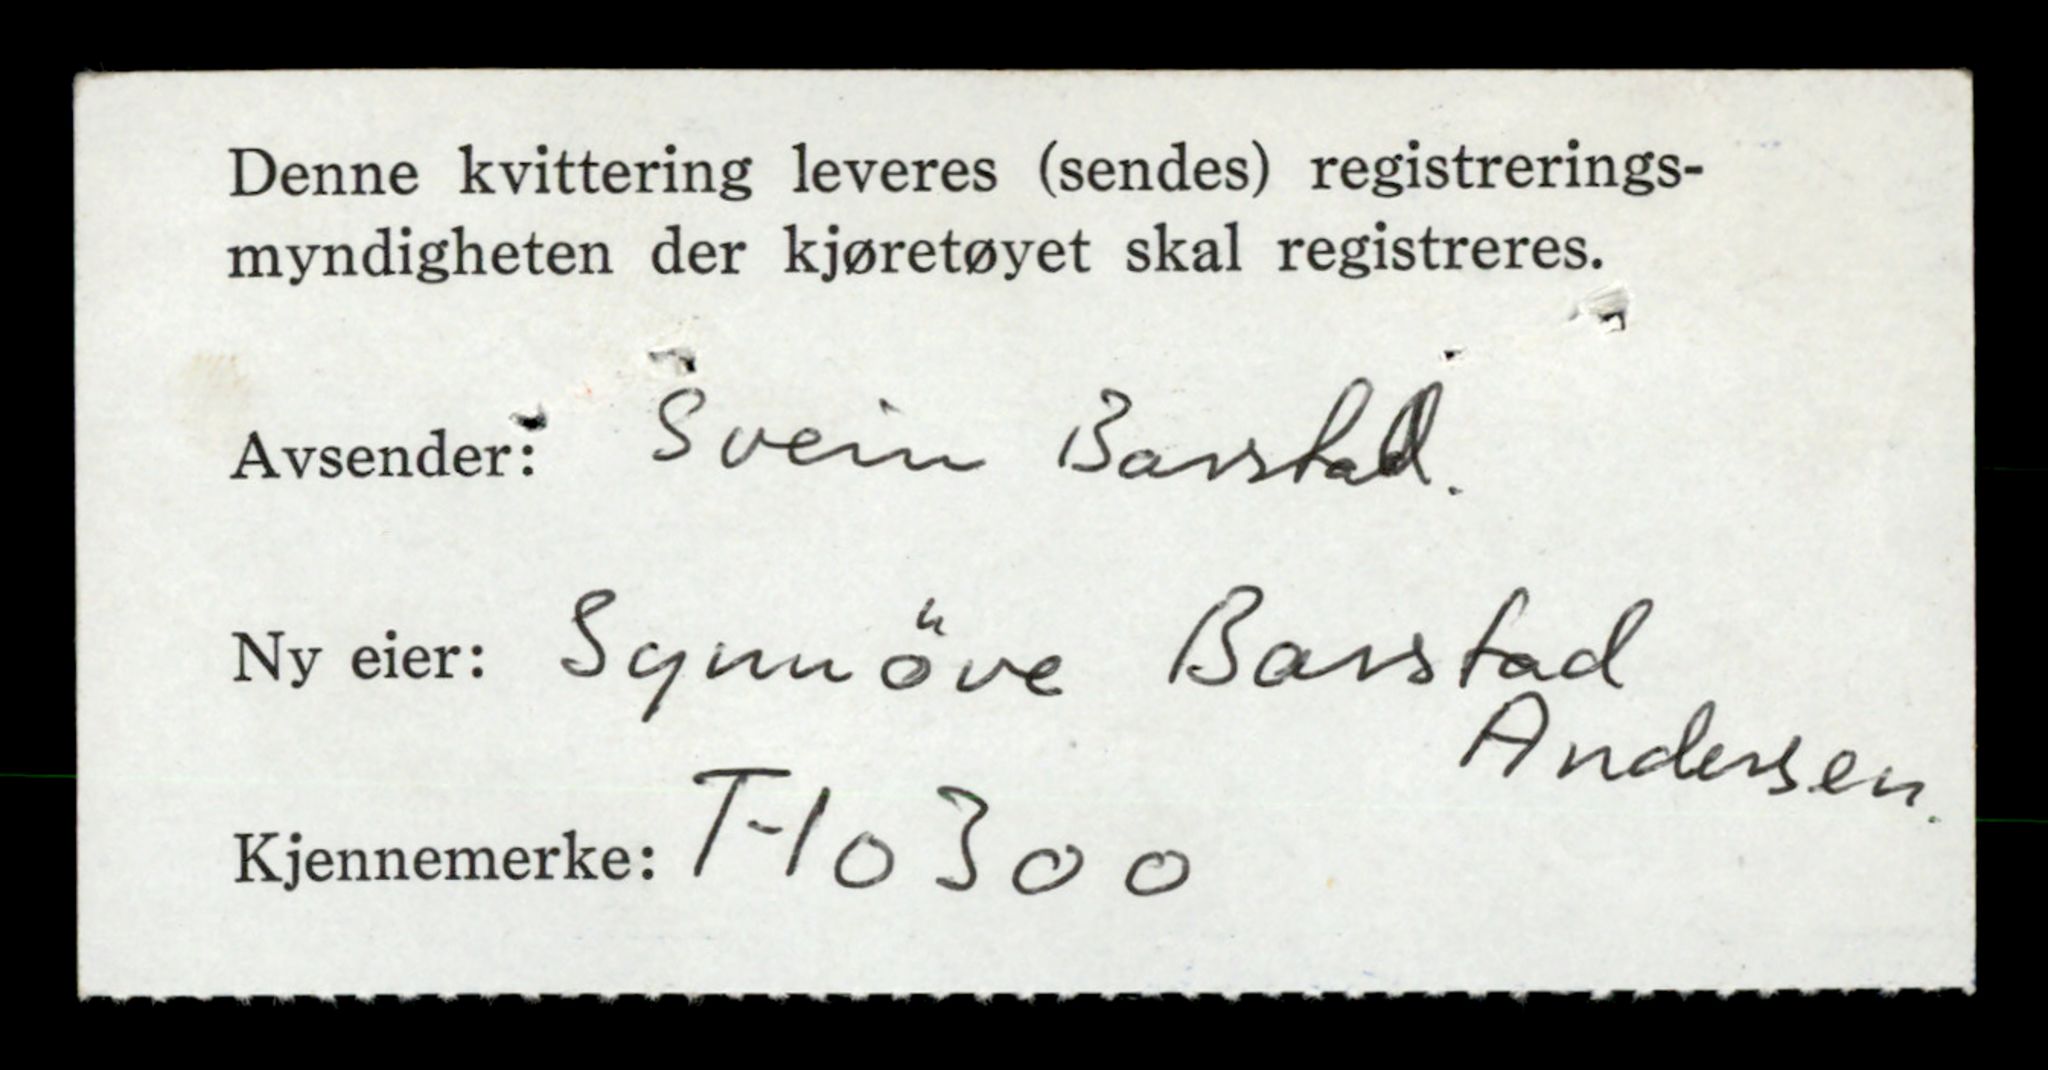 Denne kvittering leveres (sendes) registrerings-
myndigheten der kjøretøyet skal registreres.
Avsender: Svein Barstad.
Ny eier: Synnöve Barstad
Andersen.
Kjennemerke: T-10300